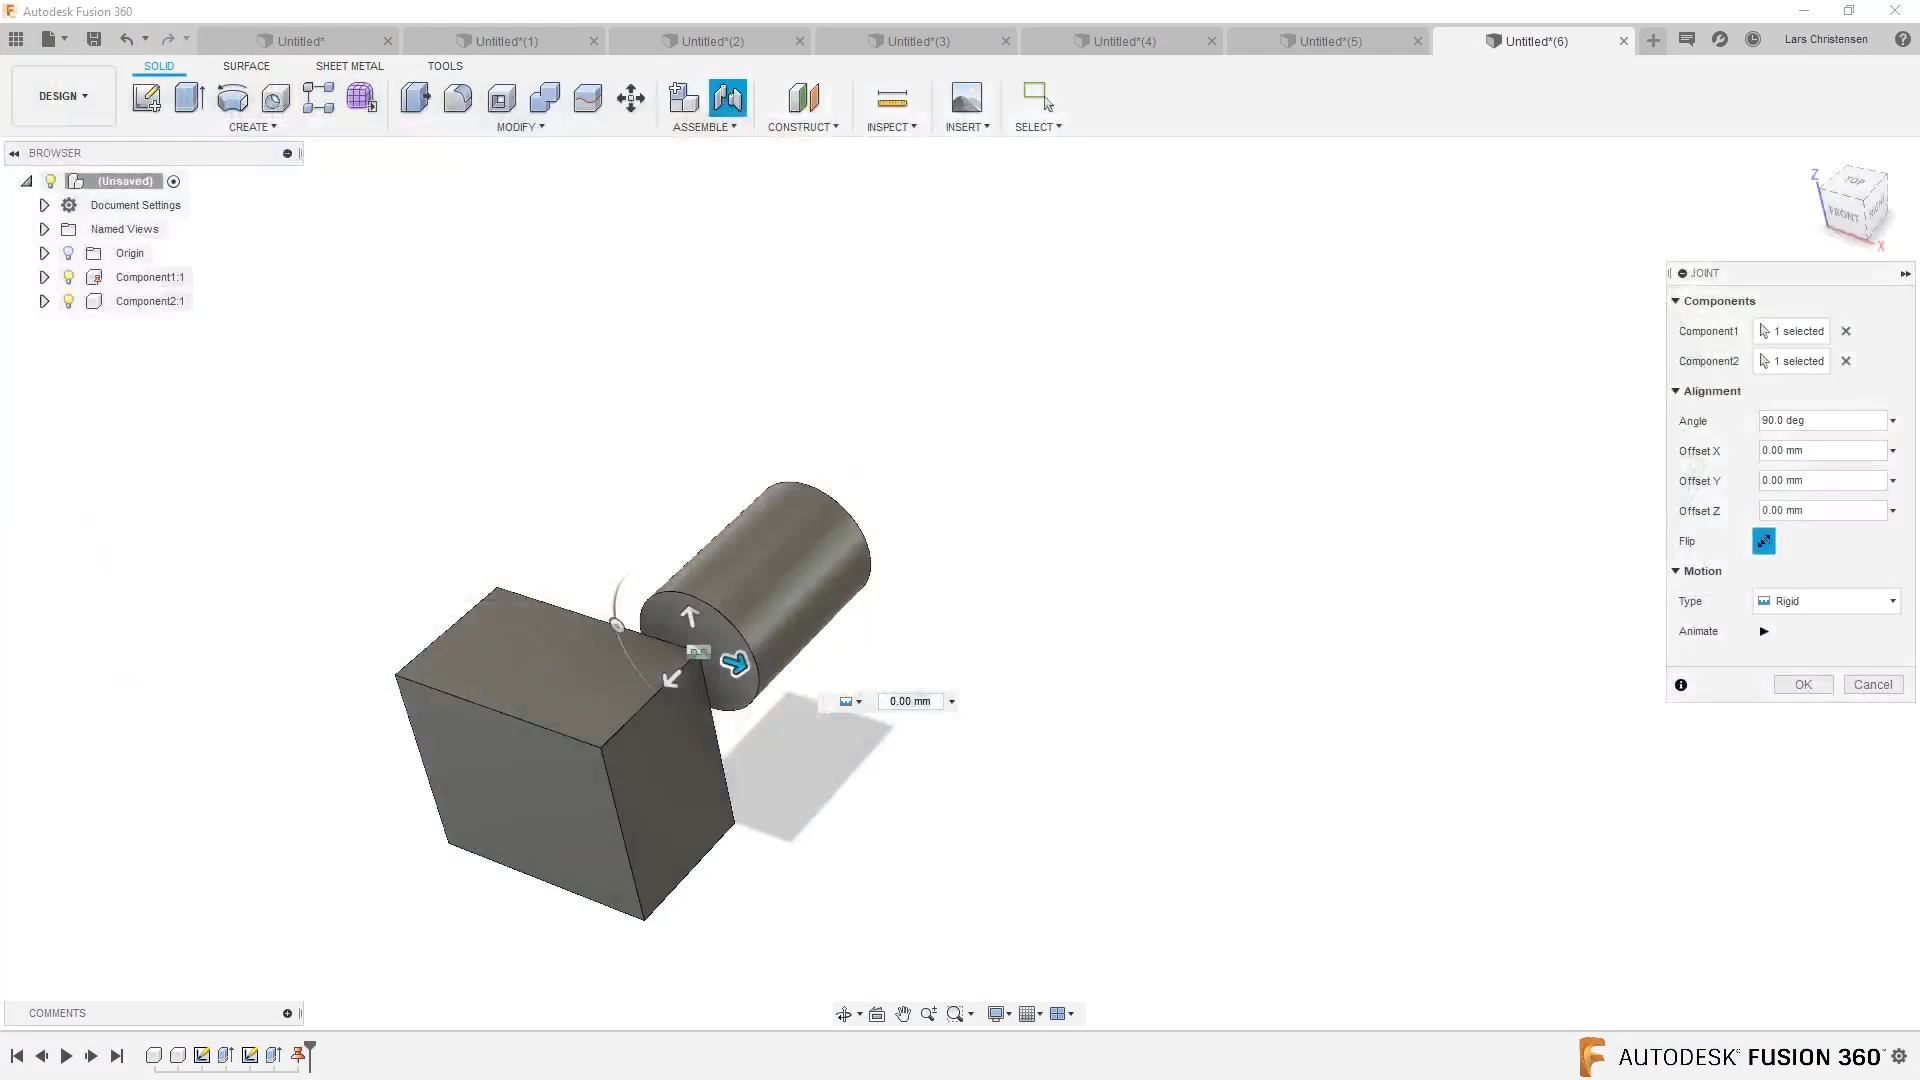 Autodesk Fusion 360
Untitled*
Untitled*(1)
Untitled*(2)
Untitled*(3)
Untitled*(4)
Untitled*(5)
Untitled*(6)
Lars Christensen
DESIGN
SOLID
SURFACE
SHEET METAL
TOOLS
CREATE
MODIFY
ASSEMBLE
CONSTRUCT
INSPECT
INSERT
SELECT
BROWSER
(Unsaved)
Document Settings
Named Views
Origin
Component1:1
Component2:1
Z
TOP
FRONT
RIGHT
X
JOINT
Components
Component1 1 selected
Component2 1 selected
Alignment
Angle 90.0 deg
Offset X 0.00 mm
Offset Y 0.00 mm
Offset Z 0.00 mm
Flip
Motion
Type Rigid
Animate
OK Cancel
0.00 mm
COMMENTS
AUTODESK® FUSION 360™